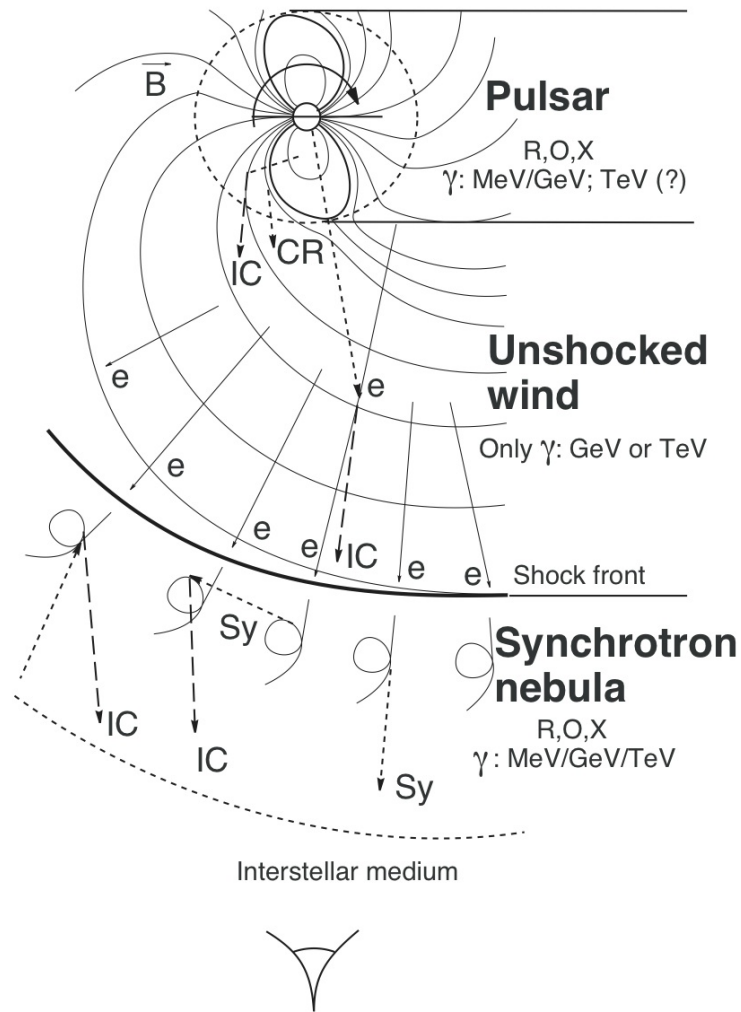 B
Pulsar
R,O,X
γ: MeV/GeV; TeV (?)
CR
IC
Unshocked
wind
e
e
Only γ: GeV or TeV
e
e
e
IC
e
e
Shock front
Sy
Synchrotron
nebula
IC
R,O,X
IC
γ : MeV/GeV/TeV
Sy
Interstellar medium